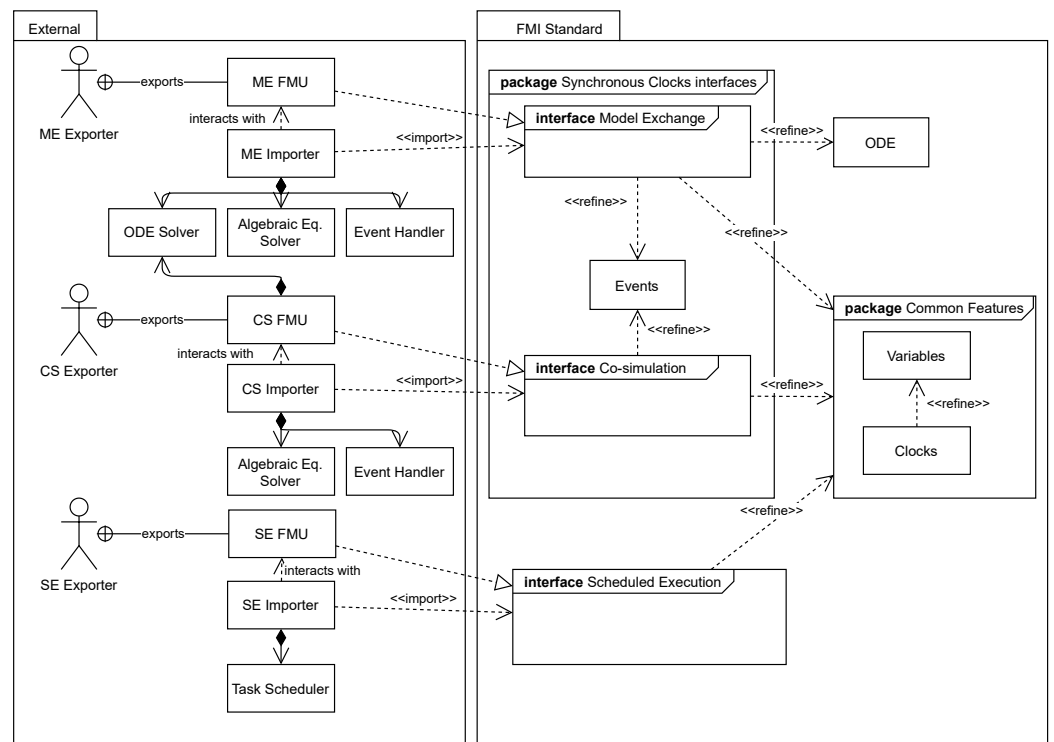 External
FMI Standard
ME Exporter
exports
ME FMU
interacts with
ME Importer
<<import>>
ODE Solver
Algebraic Eq.
Solver
Event Handler
CS Exporter
exports
CS FMU
interacts with
CS Importer
<<import>>
Algebraic Eq.
Solver
Event Handler
SE Exporter
exports
SE FMU
interacts with
SE Importer
<<import>>
Task Scheduler
package Synchronous Clocks interfaces
interface Model Exchange
<<refine>>
ODE
<<refine>>
<<refine>>
Events
<<refine>>
interface Co-simulation
<<refine>>
package Common Features
Variables
<<refine>>
Clocks
<<refine>>
interface Scheduled Execution